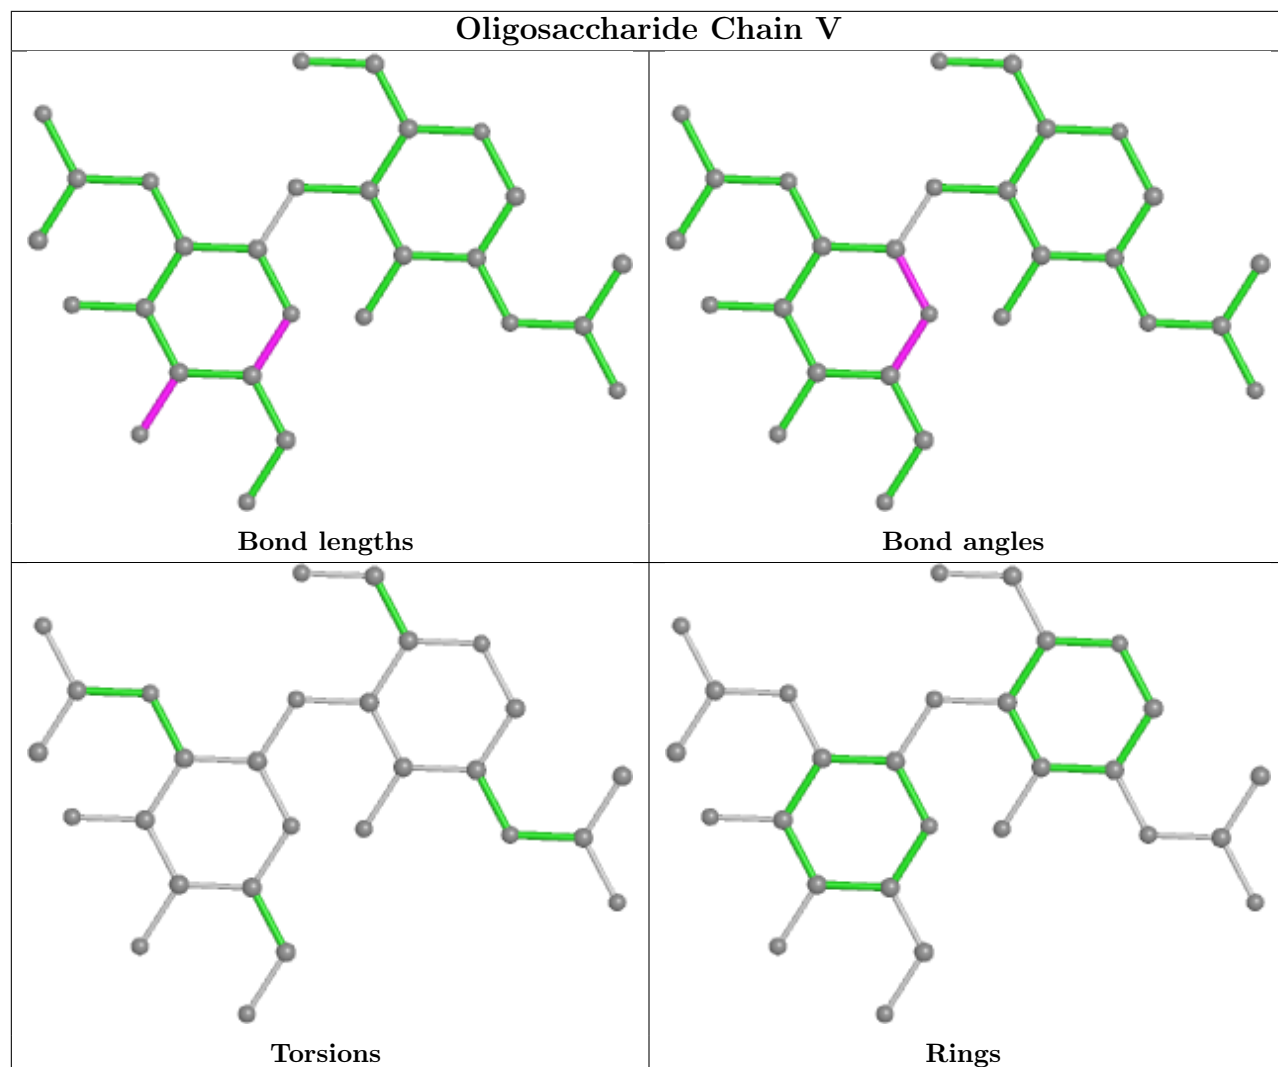 Oligosaccharide Chain V
Bond lengths
Bond angles
Torsions
Rings